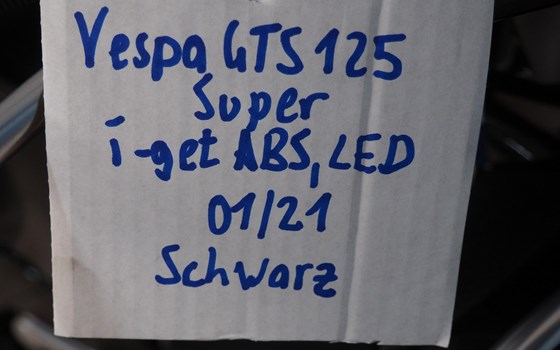 Vespa GTS 125
Super
i-get ABS, LED
01/21
Schwarz